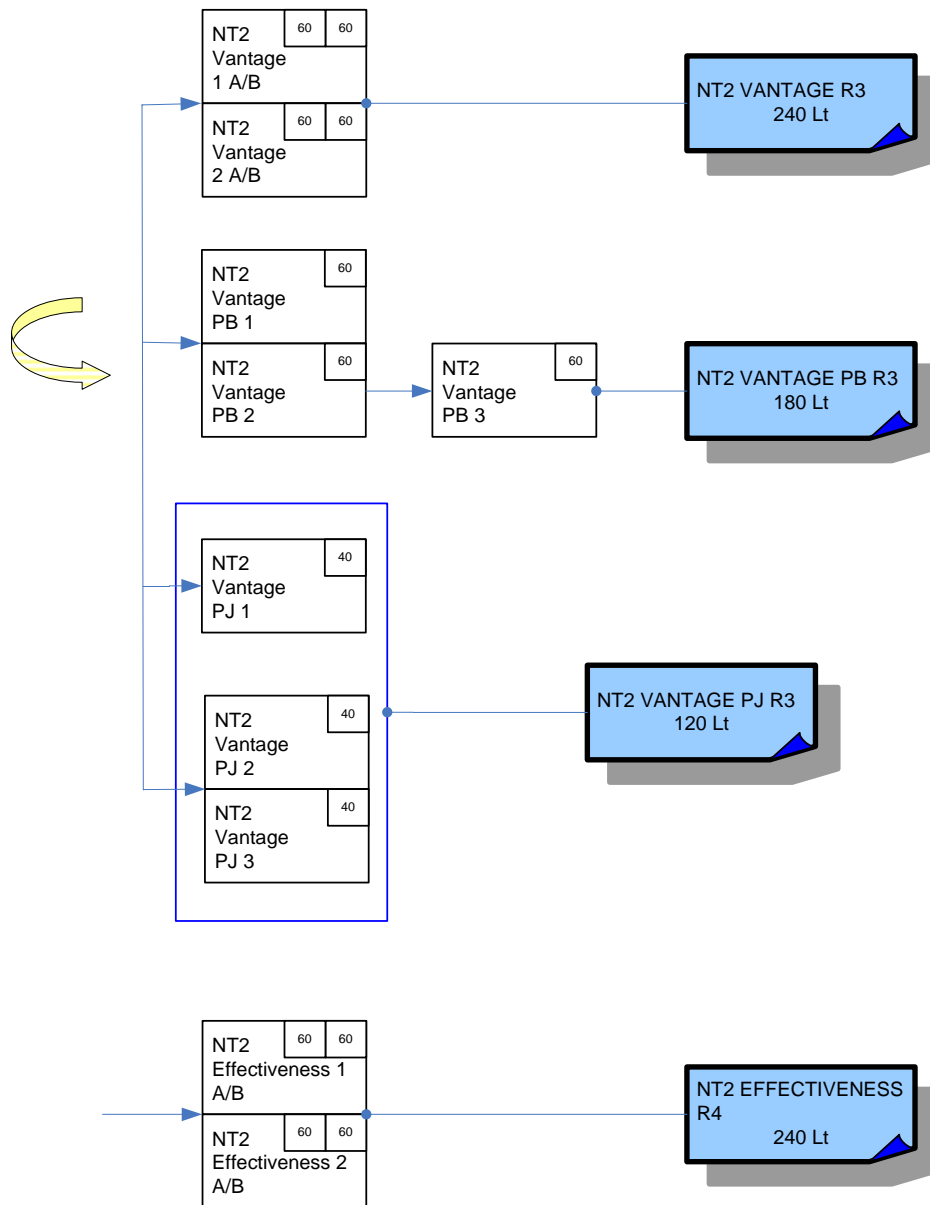 NT2
Vantage
1 A/B
60 60
NT2 VANTAGE R3
240 Lt
NT2
Vantage
2 A/B
60 60
NT2
Vantage
PB 1
60
NT2
Vantage
PB 2
60
NT2
Vantage
PB 3
60
NT2 VANTAGE PB R3
180 Lt
NT2
Vantage
PJ 1
40
NT2
Vantage
PJ 2
40
NT2 VANTAGE PJ R3
120 Lt
NT2
Vantage
PJ 3
40
NT2
Effectiveness 1
A/B
60 60
NT2 EFFECTIVENESS
R4
240 Lt
NT2
Effectiveness 2
A/B
60 60